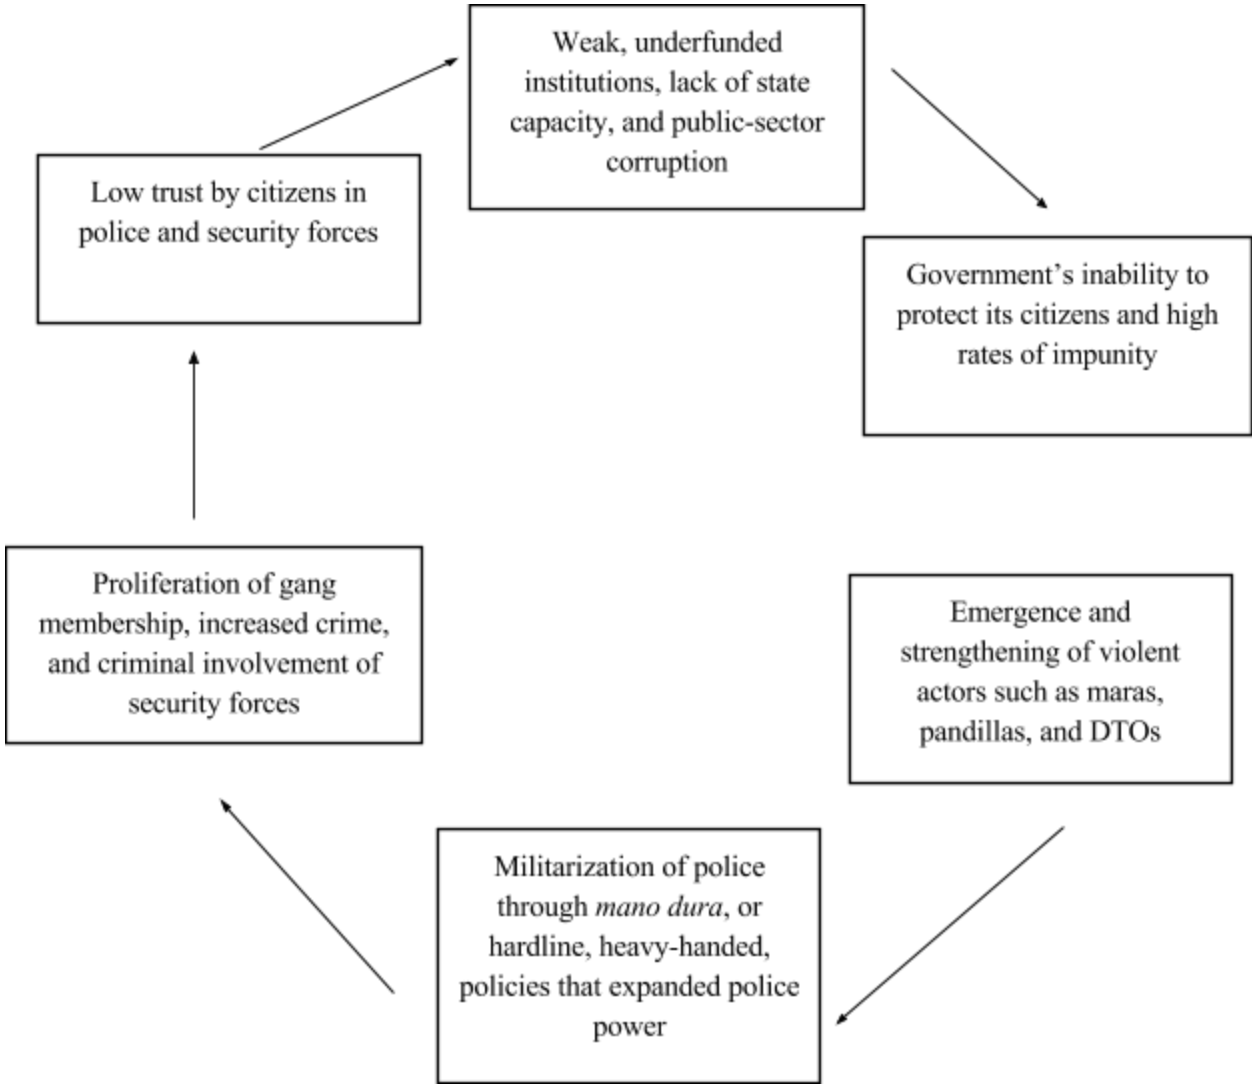 Weak, underfunded
institutions, lack of state
capacity, and public-sector
corruption
Government’s inability to
protect its citizens and high
rates of impunity
Emergence and
strengthening of violent
actors such as maras,
pandillas, and DTOs
Militarization of police
through mano dura, or
hardline, heavy-handed,
policies that expanded police
power
Proliferation of gang
membership, increased crime,
and criminal involvement of
security forces
Low trust by citizens in
police and security forces